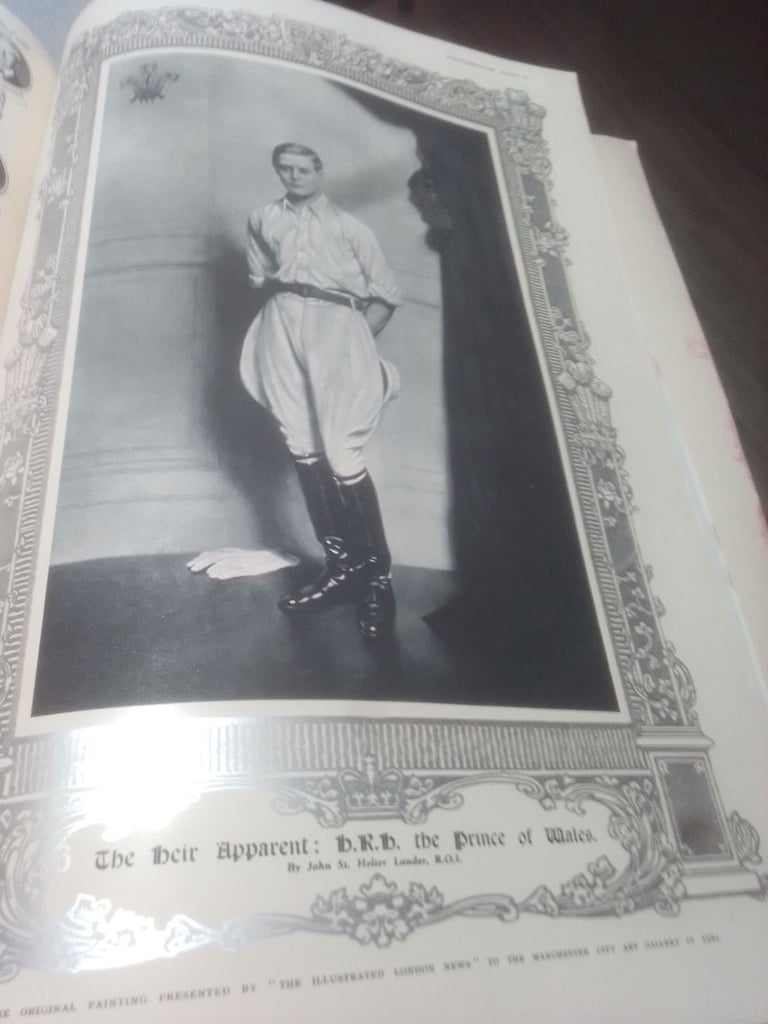 The Heir Apparent: H.R.H. the Prince of Wales.
By John St. Helier Lander, R.O.I.
ORIGINAL PAINTING PRESENTED BY "THE ILLUSTRATED LONDON NEWS" TO THE MANCHESTER CITY ART GALLERY IN